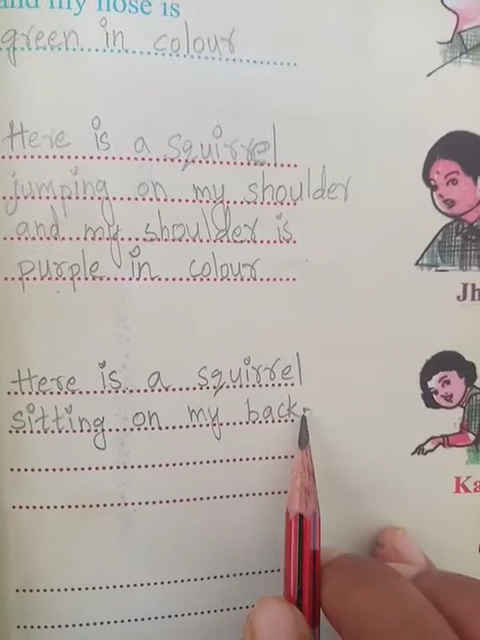 and my nose is
green in colour
Here is a squirrel
jumping on my shoulder
and my shoulder is
purple in colour
Jh
Here is a squirrel
sitting on my back
Ka